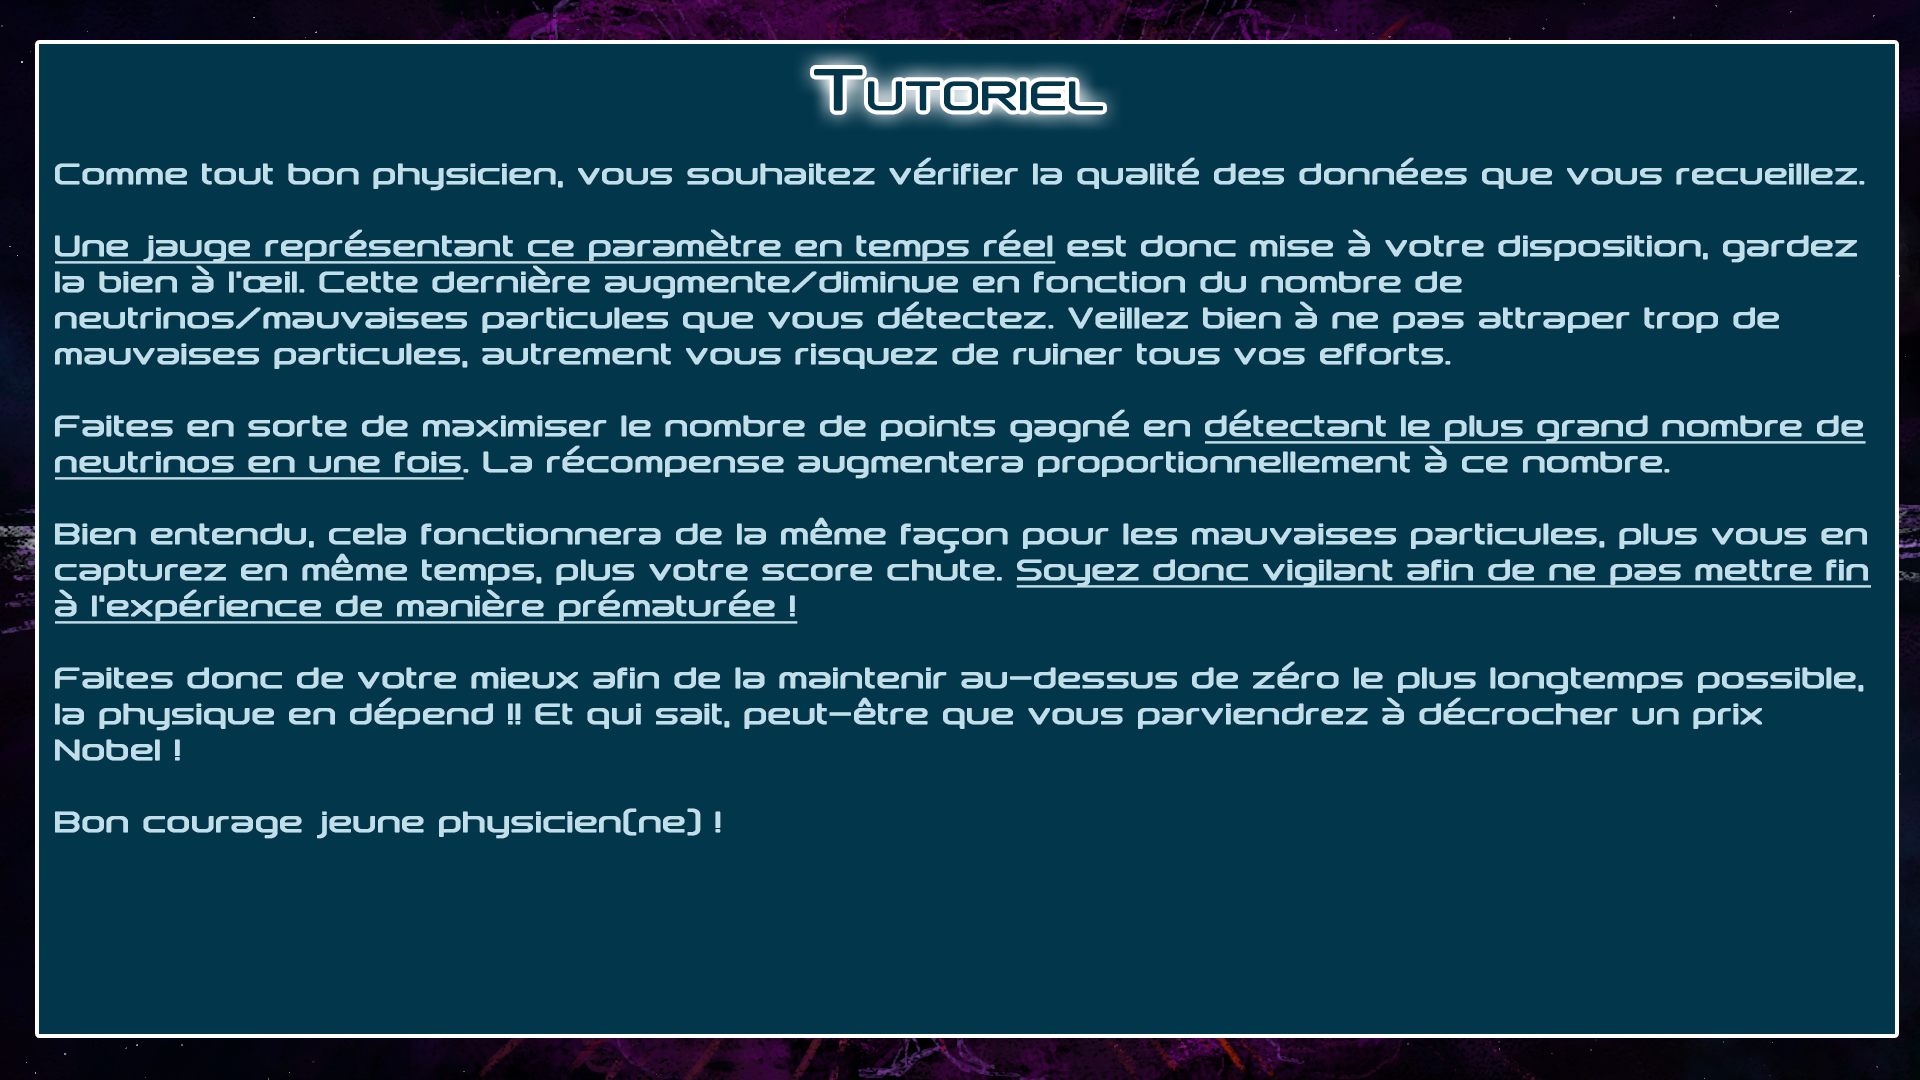 Tutoriel
Comme tout bon physicien, vous souhaitez vérifier la qualité des données que vous recueillez.
Une jauge représentant ce paramètre en temps réel est donc mise à votre disposition, gardez
la bien à l'œil. Cette dernière augmente/diminue en fonction du nombre de
neutrinos/mauvaises particules que vous détectez. Veillez bien à ne pas attraper trop de
mauvaises particules, autrement vous risquez de ruiner tous vos efforts.
Faites en sorte de maximiser le nombre de points gagné en détectant le plus grand nombre de
neutrinos en une fois. La récompense augmentera proportionnellement à ce nombre.
Bien entendu, cela fonctionnera de la même façon pour les mauvaises particules, plus vous en
capturez en même temps, plus votre score chute. Soyez donc vigilant afin de ne pas mettre fin
à l'expérience de manière prématurée !
Faites donc de votre mieux afin de la maintenir au-dessus de zéro le plus longtemps possible,
la physique en dépend !! Et qui sait, peut-être que vous parviendrez à décrocher un prix
Nobel !
Bon courage jeune physicien(ne) !